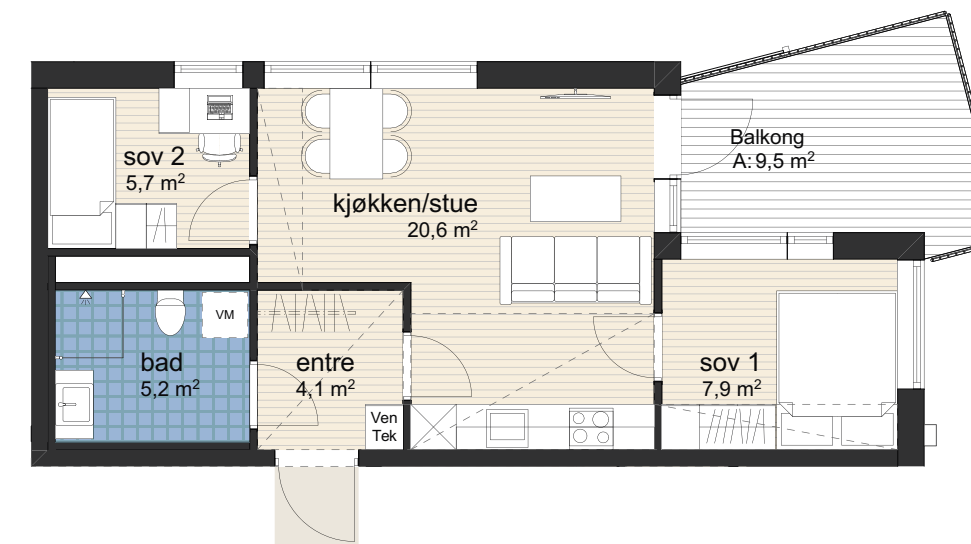 Balkong
A: 9,5 m²
sov 2
5,7 m²
kjøkken/stue
20,6 m²
VM
bad
5,2 m²
entre
4,1 m²
sov 1
7,9 m²
Ven
Tek